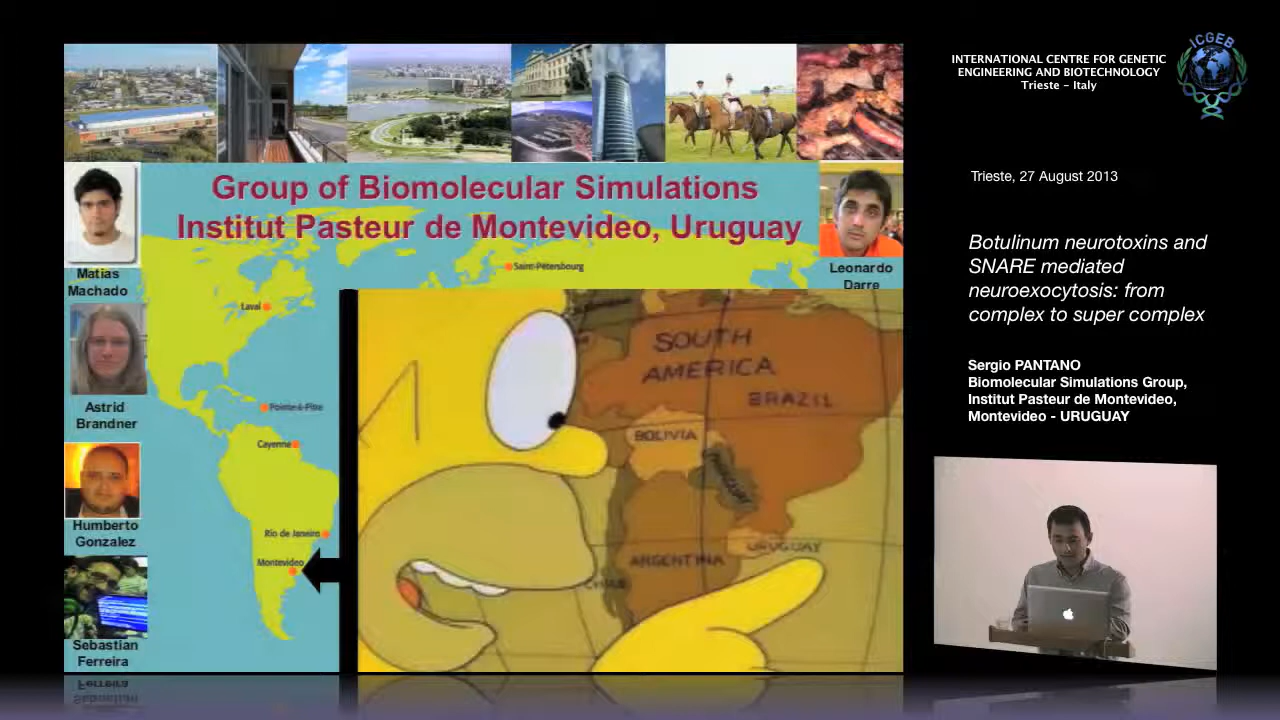 Group of Biomolecular Simulations
Institut Pasteur de Montevideo, Uruguay
Matias
Machado
Astrid
Brandner
Humberto
Gonzalez
Sebastian
Ferreira
Leonardo
Darre
Saint-Pétersbourg
Laval
Pointe-à-Pitre
Cayenne
Rio de Janeiro
Montevideo
SOUTH
AMERICA
BRAZIL
BOLIVIA
PARAGUAY
URUGUAY
ARGENTINA
ICGEB
INTERNATIONAL CENTRE FOR GENETIC
ENGINEERING AND BIOTECHNOLOGY
Trieste - Italy
Trieste, 27 August 2013
Botulinum neurotoxins and
SNARE mediated
neuroexocytosis: from
complex to super complex
Sergio PANTANO
Biomolecular Simulations Group,
Institut Pasteur de Montevideo,
Montevideo - URUGUAY